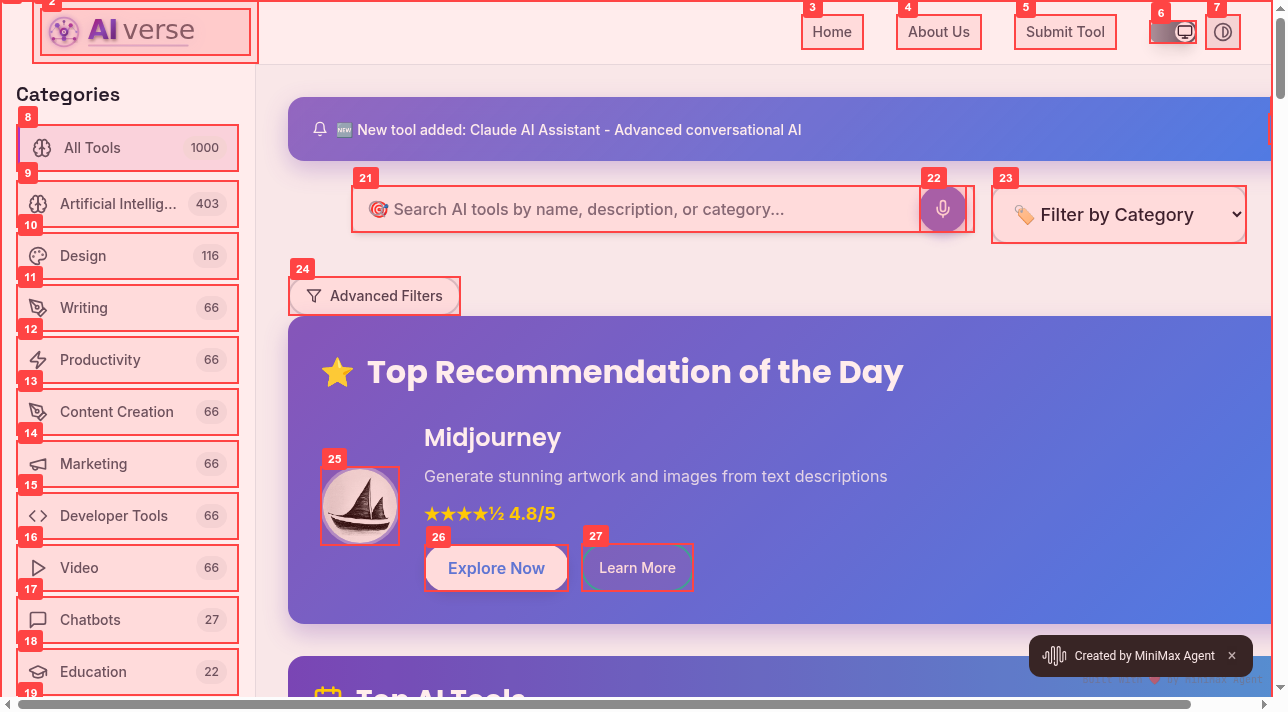 2
AI verse
3
Home
4
About Us
5
Submit Tool
6
7
Categories
8
All Tools 1000
9
Artificial Intellig... 403
10
Design 116
11
Writing 66
12
Productivity 66
13
Content Creation 66
14
Marketing 66
15
Developer Tools 66
16
Video 66
17
Chatbots 27
18
Education 22
19
🆕 New tool added: Claude AI Assistant - Advanced conversational AI
21
🎯 Search AI tools by name, description, or category...
22
23
🏷️ Filter by Category
24
Advanced Filters
⭐ Top Recommendation of the Day
Midjourney
25
Generate stunning artwork and images from text descriptions
★★★★½ 4.8/5
26
Explore Now
27
Learn More
Top AI Tools
Created by MiniMax Agent ×